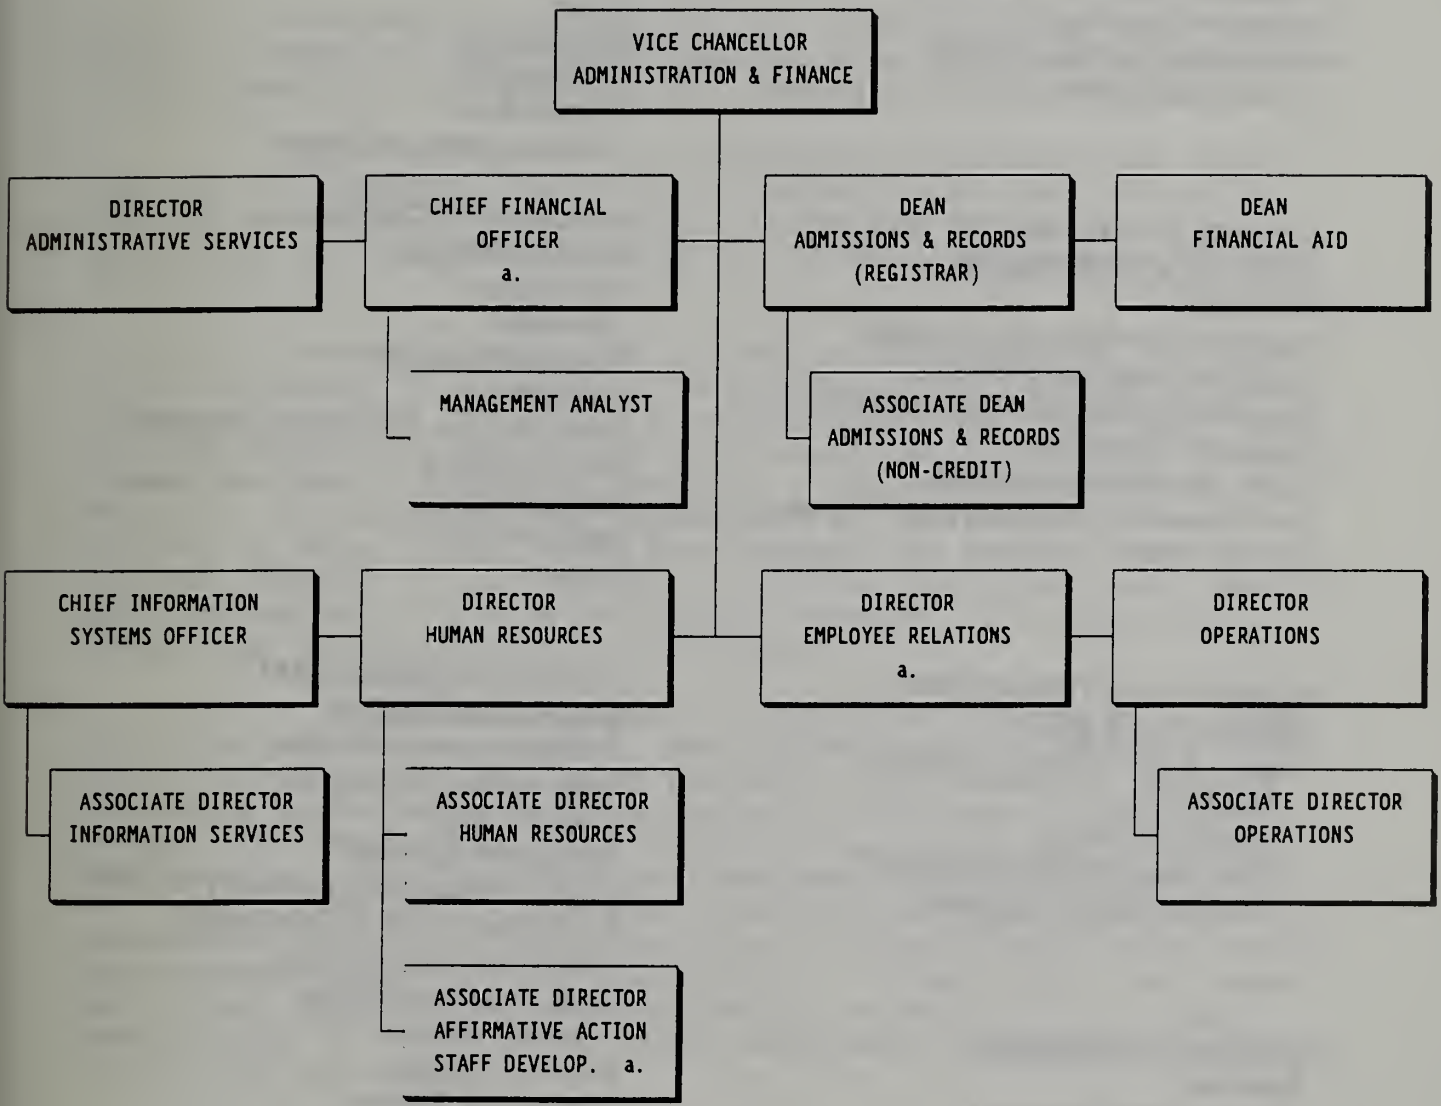 VICE CHANCELLOR
ADMINISTRATION & FINANCE
DIRECTOR
ADMINISTRATIVE SERVICES
CHIEF FINANCIAL
OFFICER
a.
DEAN
ADMISSIONS & RECORDS
(REGISTRAR)
DEAN
FINANCIAL AID
MANAGEMENT ANALYST
ASSOCIATE DEAN
ADMISSIONS & RECORDS
(NON-CREDIT)
CHIEF INFORMATION
SYSTEMS OFFICER
DIRECTOR
HUMAN RESOURCES
DIRECTOR
EMPLOYEE RELATIONS
a.
DIRECTOR
OPERATIONS
ASSOCIATE DIRECTOR
INFORMATION SERVICES
ASSOCIATE DIRECTOR
HUMAN RESOURCES
ASSOCIATE DIRECTOR
OPERATIONS
ASSOCIATE DIRECTOR
AFFIRMATIVE ACTION
STAFF DEVELOP. a.